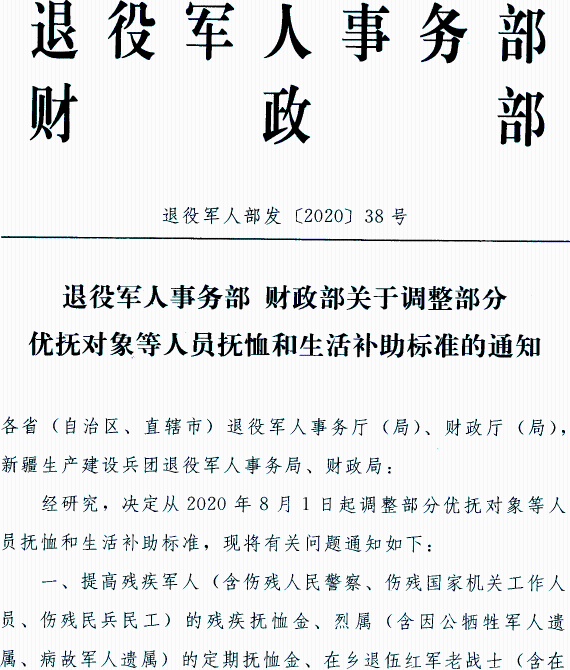 退役军人事务部
财政部
退役军人部发〔2020〕38号
退役军人事务部 财政部关于调整部分
优抚对象等人员抚恤和生活补助标准的通知
各省（自治区、直辖市）退役军人事务厅（局）、财政厅（局），
新疆生产建设兵团退役军人事务局、财政局：
经研究，决定从2020年8月1日起调整部分优抚对象等人
员抚恤和生活补助标准，现将有关问题通知如下：
一、提高残疾军人（含伤残人民警察、伤残国家机关工作人
员、伤残民兵民工）的残疾抚恤金、烈属（含因公牺牲军人遗
属、病故军人遗属）的定期抚恤金、在乡退伍红军老战士（含在